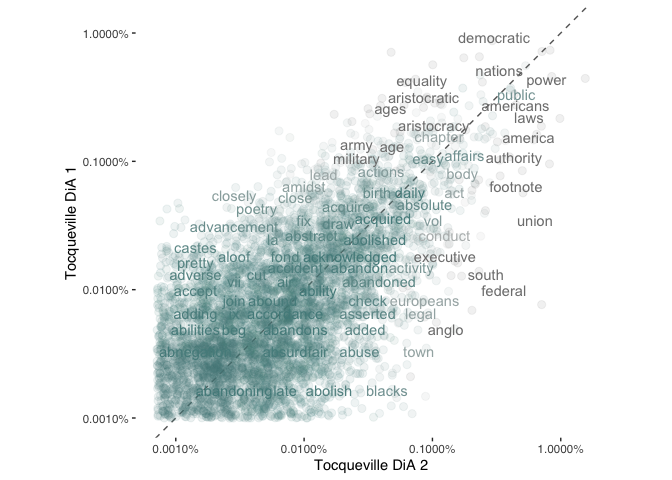 1.0000%
democratic
nations
power
equality
public
aristocratic
americans
ages
laws
aristocracy
chapter
america
army
age
0.1000%
military
easy
affairs
authority
lead
actions
body
amidst
footnote
closely
close
birth
daily
act
poetry
acquire
absolute
acquired
fix
draw
vol
union
advancement
la
abstract
abolished
conduct
castes
aloof
fond
acknowledged
executive
pretty
accident
abandon
activity
adverse
cut
south
vii
air
abandoned
0.0100%
accept
ability
federal
join
abound
check
europeans
adding
ix
accordance
asserted
legal
abilities
beg
abandons
added
anglo
abnegation
absurd
fair
abuse
town
abandoning
late
abolish
blacks
0.0010%
0.0010%
0.0100%
0.1000%
1.0000%
Tocqueville DiA 2
Tocqueville DiA 1